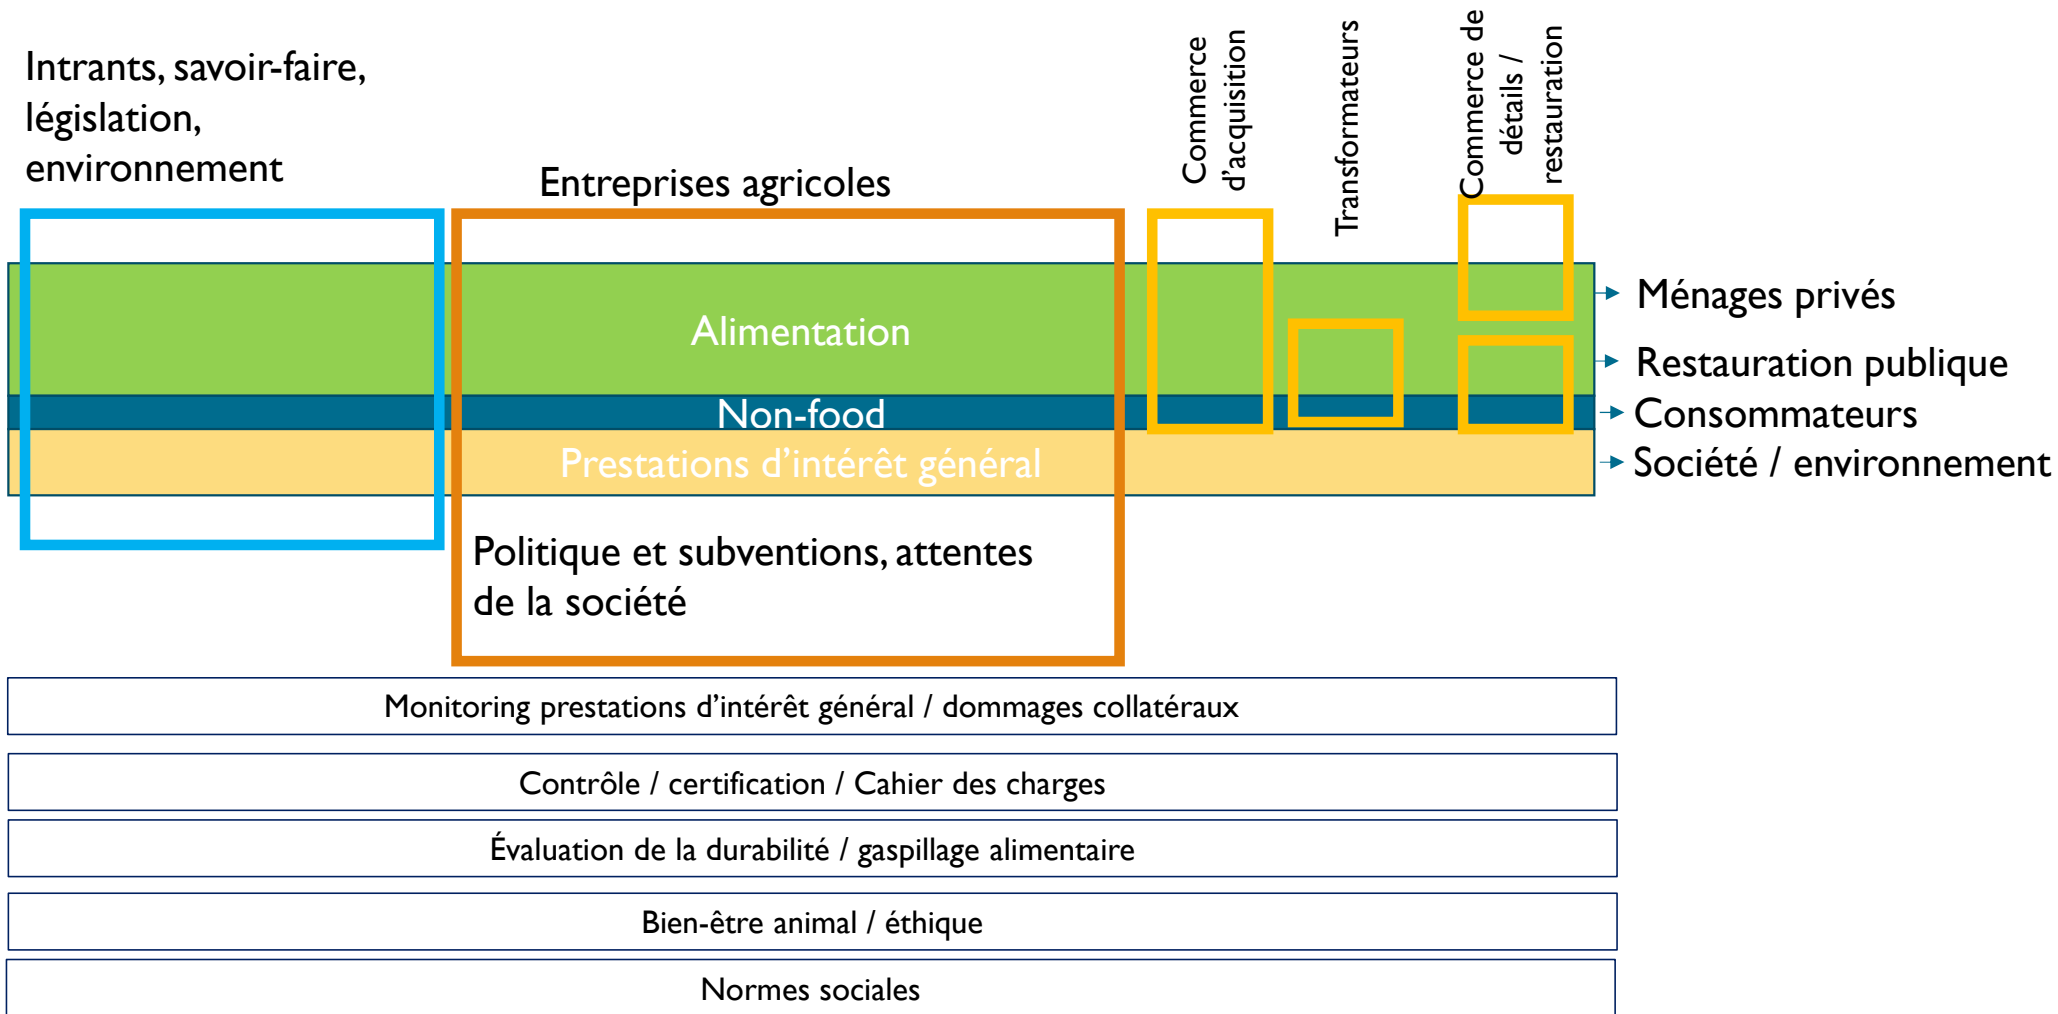 Intrants, savoir-faire,
législation,
environnement
Entreprises agricoles
Commerce
d’acquisition
Transformateurs
Commerce de
détails /
restauration
Alimentation
Non-food
Prestations d’intérêt général
Ménages privés
Restauration publique
Consommateurs
Société / environnement
Politique et subventions, attentes
de la société
Monitoring prestations d’intérêt général / dommages collatéraux
Contrôle / certification / Cahier des charges
Évaluation de la durabilité / gaspillage alimentaire
Bien-être animal / éthique
Normes sociales